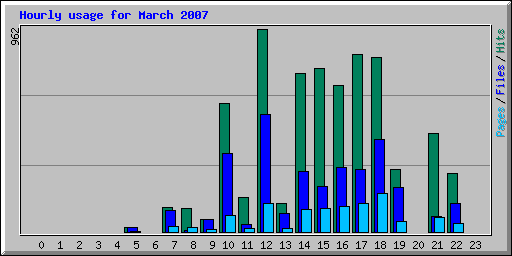 Hourly usage for March 2007
962
Pages / Files / Hits
0 1 2 3 4 5 6 7 8 9 10 11 12 13 14 15 16 17 18 19 20 21 22 23